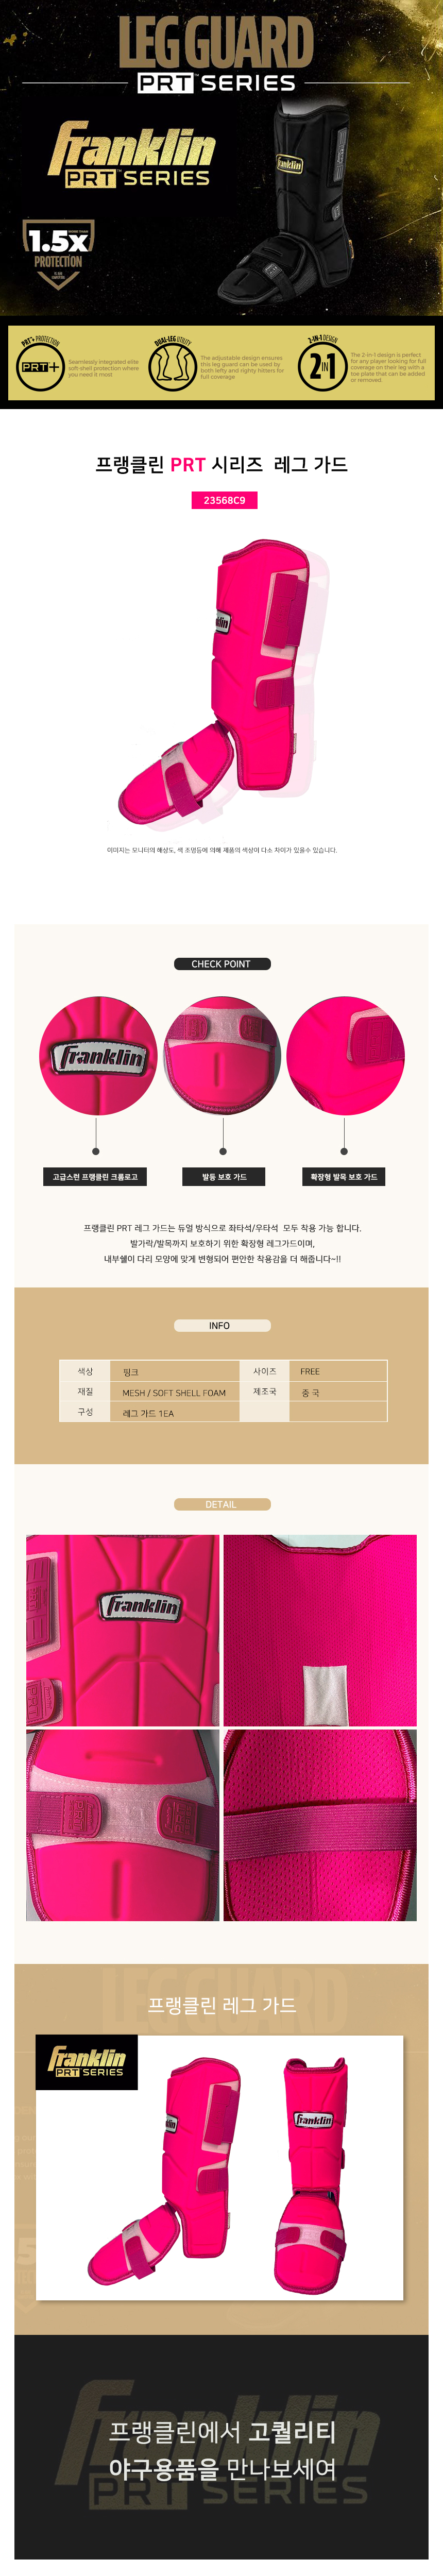 LEG GUARD
PRT™ SERIES
Franklin
PRT™ SERIES
Franklin
1.5X
PROTECTION
PRT+ PROTECTION
PRT+
Seamlessly integrated elite
soft-shell protection where
you need it most
DUAL-LEG UTILITY
The adjustable design ensures
this leg guard can be used by
both lefty and righty hitters for
full coverage
2-IN-1 DESIGN
2IN1
The 2-in-1 design is perfect
for any player looking for full
coverage on their leg with a
toe plate that can be added
or removed
프랭클린 PRT 시리즈 레그 가드
23568C9
이미지는 모니터의 해상도, 색 조명등에 의해 제품의 색상이 다소 차이가 있을수 있습니다.
CHECK POINT
Franklin
고급스런 프랭클린 크롬로고
발등 보호 가드
확장형 발목 보호 가드
프랭클린 PRT 레그 가드는 듀얼 방식으로 좌타석/우타석 모두 착용 가능 합니다.
발가락/발목까지 보호하기 위한 확장형 레그가드이며,
내부쉘이 다리 모양에 맞게 변형되어 편안한 착용감을 더 해줍니다~!!
INFO
색상 핑크 사이즈 FREE
재질 MESH / SOFT SHELL FOAM 제조국 중 국
구성 레그 가드 1EA
DETAIL
Franklin
LEG GUARD
프랭클린 레그 가드
Franklin
PRT SERIES
Franklin
Franklin
PRT SERIES
프랭클린에서 고퀄리티
야구용품을 만나보세여